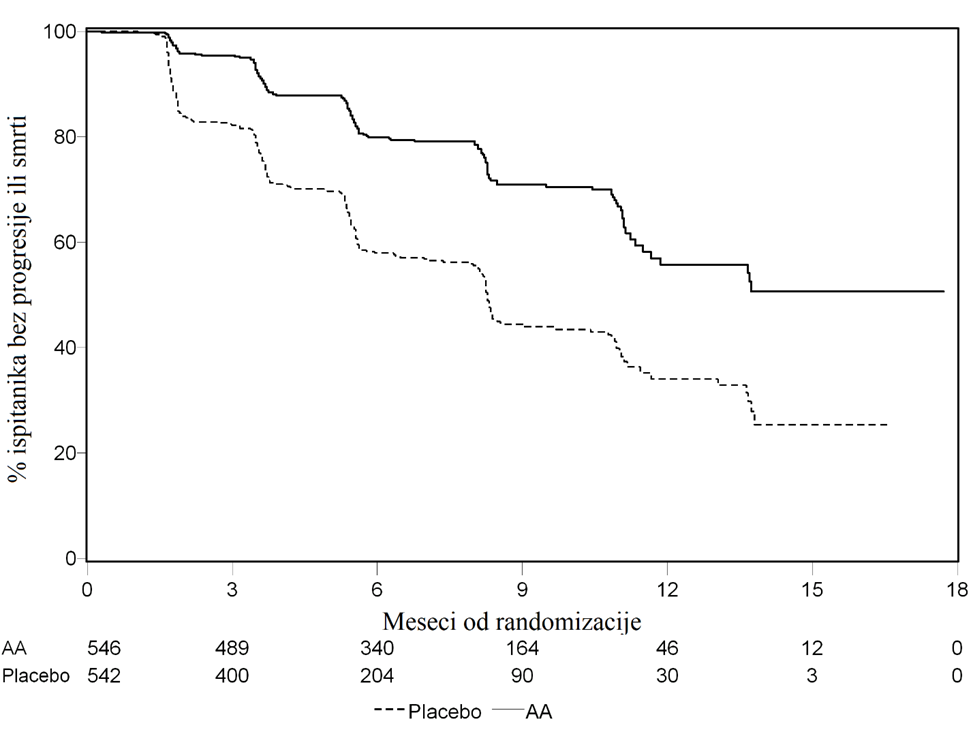 % ispitanika bez progresije ili smrti
100
80
60
40
20
0
0 3 6 9 12 15 18
Meseci od randomizacije
AA 546 489 340 164 46 12 0
Placebo 542 400 204 90 30 3 0
Placebo AA